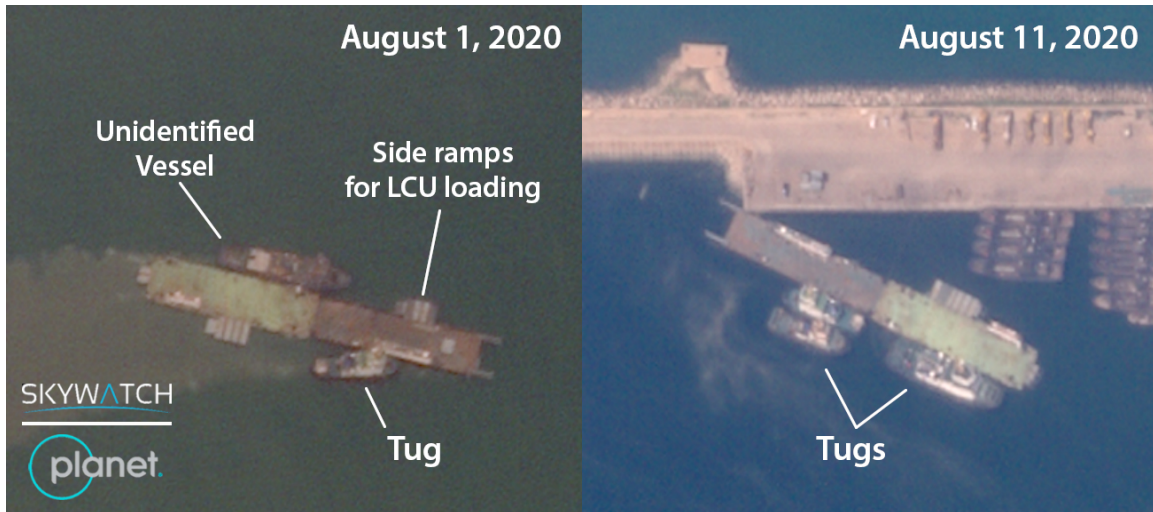 August 1, 2020
Unidentified
Vessel
Side ramps
for LCU loading
SKYWATCH
planet.
Tug
August 11, 2020
Tugs